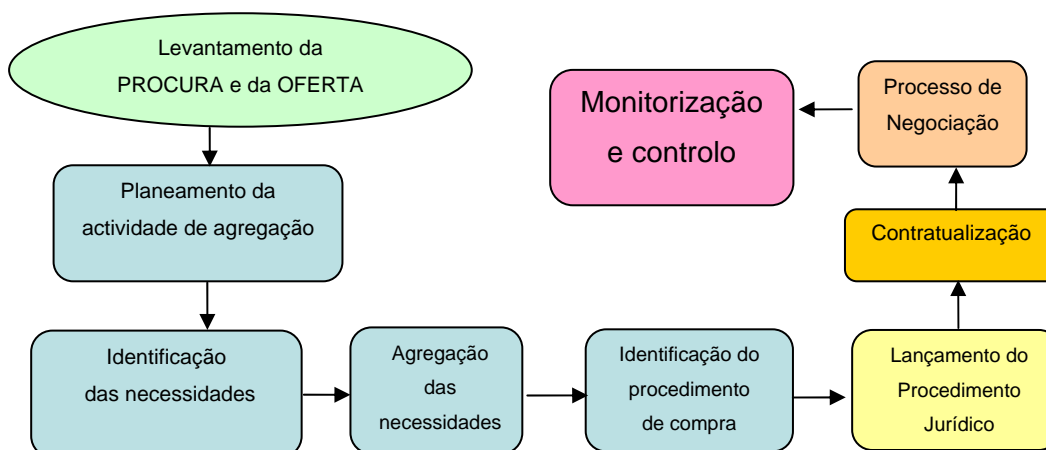 Levantamento da
PROCURA e da OFERTA
Planeamento da
actividade de agregação
Identificação
das necessidades
Agregação
das
necessidades
Identificação do
procedimento
de compra
Lançamento do
Procedimento
Jurídico
Contratualização
Processo de
Negociação
Monitorização
e controlo